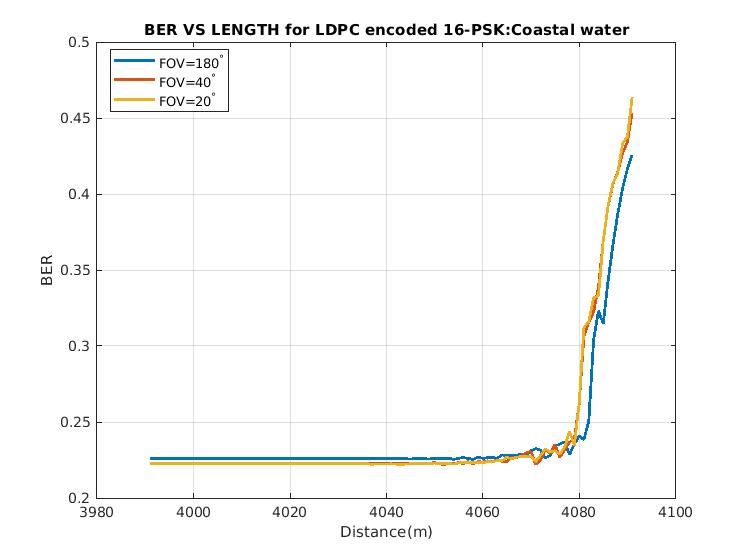 BER VS LENGTH for LDPC encoded 16-PSK:Coastal water
0.5
FOV=180°
FOV=40°
FOV=20°
0.45
0.4
0.35
BER
0.3
0.25
0.2
3980 4000 4020 4040 4060 4080 4100
Distance(m)